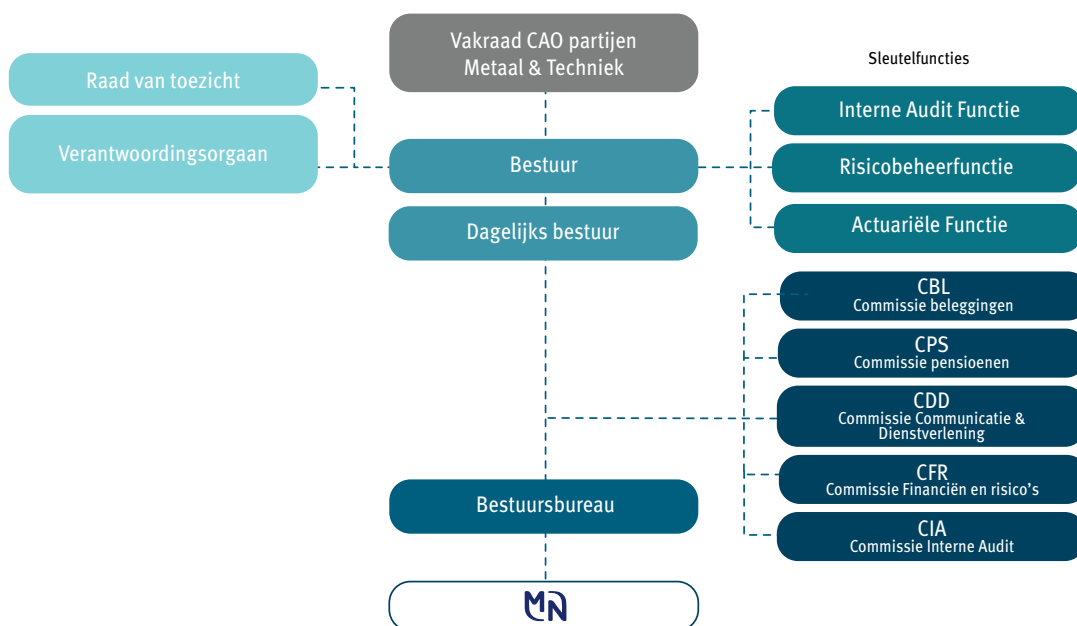 Vakraad CAO partijen
Metaal & Techniek
Raad van toezicht
Verantwoordingsorgaan
Bestuur
Dagelijks bestuur
Sleutelfuncties
Interne Audit Functie
Risicobeheerfunctie
Actuariële Functie
CBL
Commissie beleggingen
CPS
Commissie pensioenen
CDD
Commissie Communicatie &
Dienstverlening
CFR
Commissie Financiën en risico's
CIA
Commissie Interne Audit
Bestuursbureau
MN